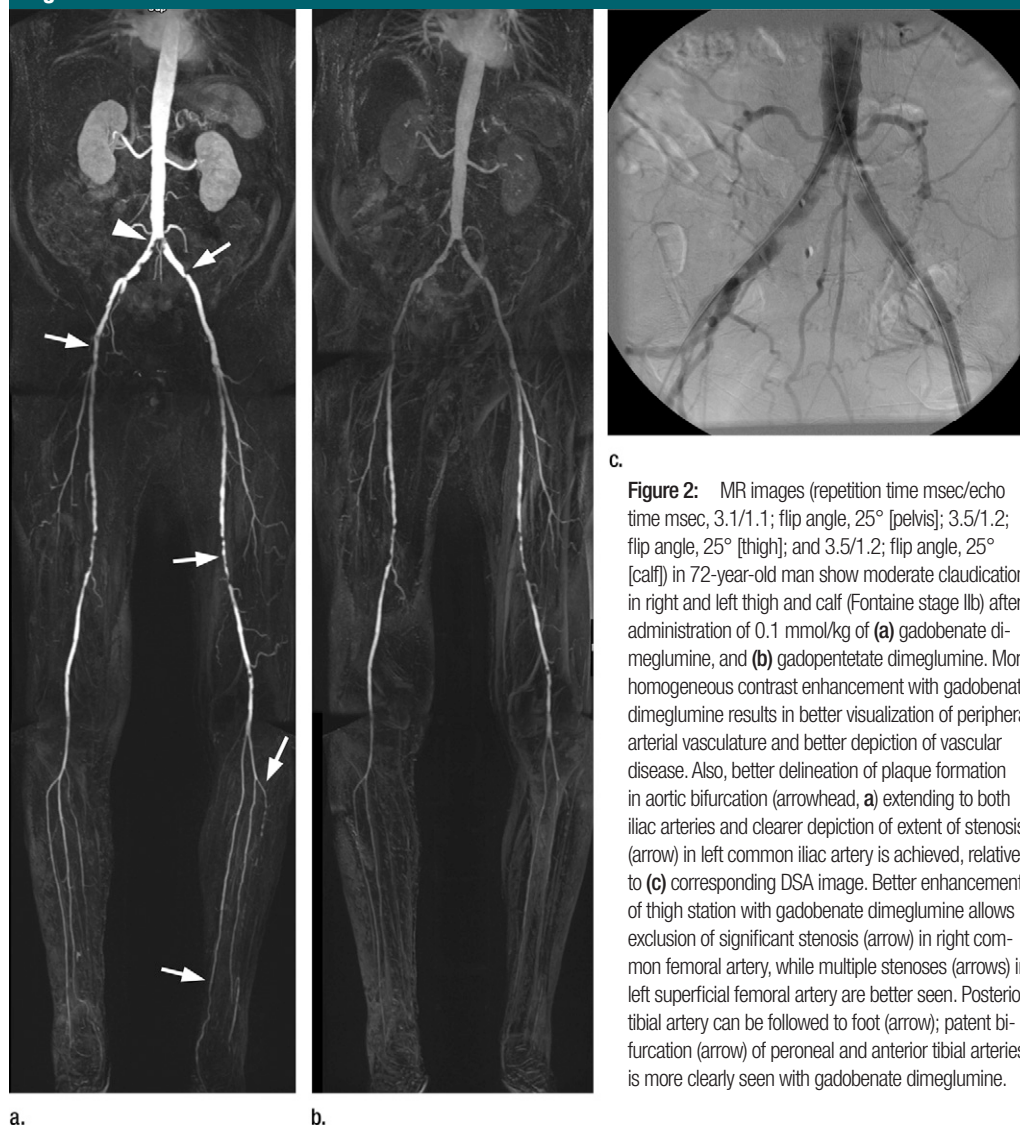 c.
Figure 2: MR images (repetition time msec/echo
time msec, 3.1/1.1; flip angle, 25° [pelvis]; 3.5/1.2;
flip angle, 25° [thigh]; and 3.5/1.2; flip angle, 25°
[calf]) in 72-year-old man show moderate claudication
in right and left thigh and calf (Fontaine stage IIb) after
administration of 0.1 mmol/kg of (a) gadobenate di-
meglumine, and (b) gadopentetate dimeglumine. Mor
homogeneous contrast enhancement with gadobenat
dimeglumine results in better visualization of periphera
arterial vasculature and better depiction of vascular
disease. Also, better delineation of plaque formation
in aortic bifurcation (arrowhead, a) extending to both
iliac arteries and clearer depiction of extent of stenosis
(arrow) in left common iliac artery is achieved, relative
to (c) corresponding DSA image. Better enhancement
of thigh station with gadobenate dimeglumine allows
exclusion of significant stenosis (arrow) in right com-
mon femoral artery, while multiple stenoses (arrows) i
left superficial femoral artery are better seen. Posterio
tibial artery can be followed to foot (arrow); patent bi-
furcation (arrow) of peroneal and anterior tibial arteries
is more clearly seen with gadobenate dimeglumine.
a.
b.